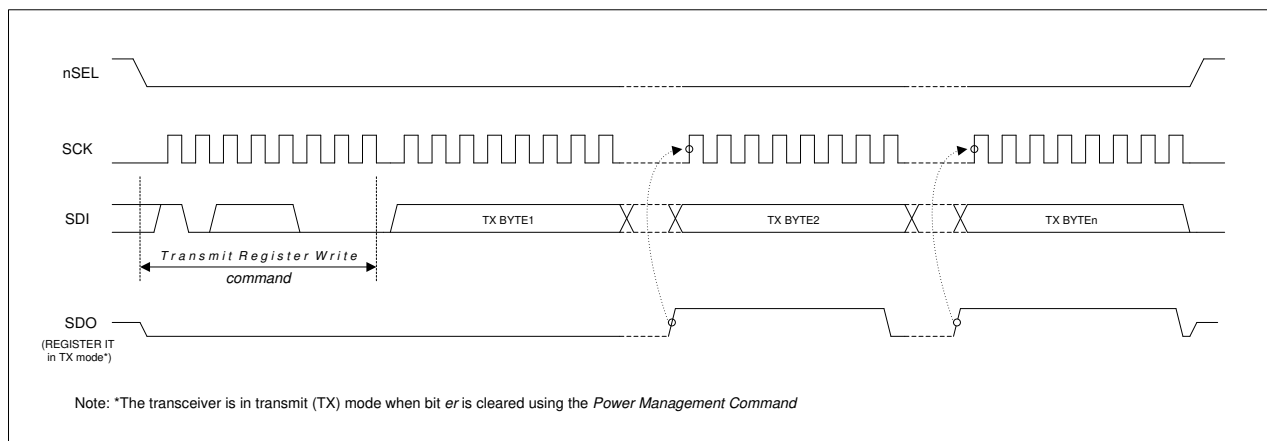 nSEL
SCK
SDI
TX BYTE1
TX BYTE2
TX BYTEn
Transmit Register Write
command
SDO
(REGISTER IT
in TX mode*)
Note: *The transceiver is in transmit (TX) mode when bit er is cleared using the Power Management Command